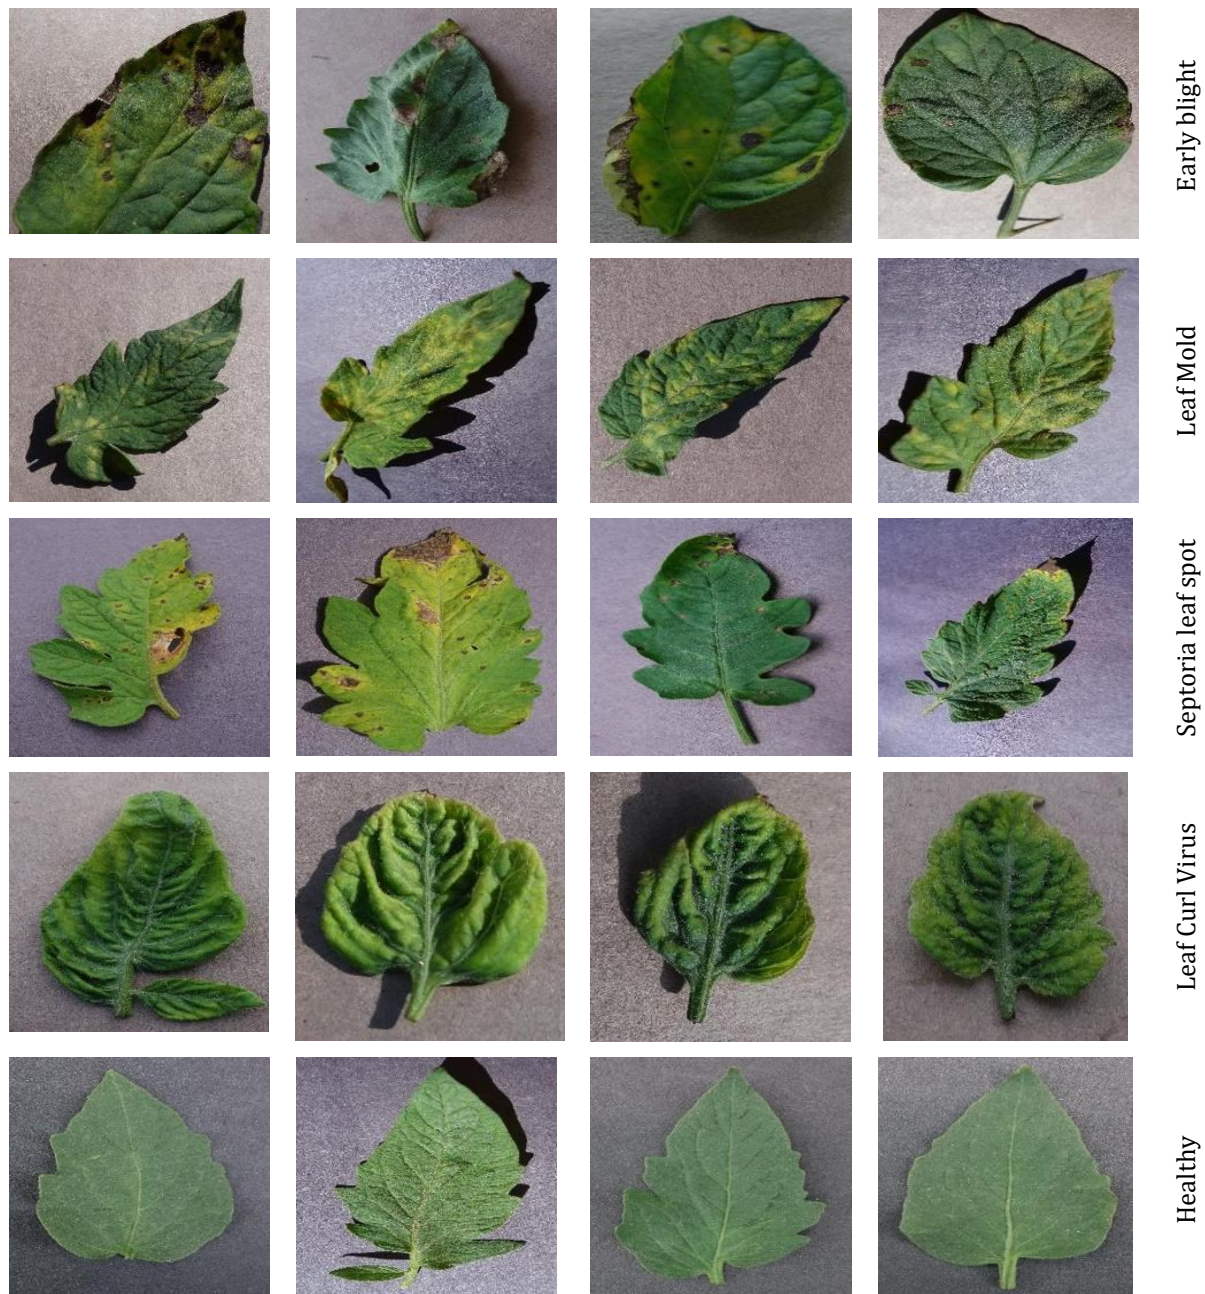 Early blight
Leaf Mold
Septoria leaf spot
Leaf Curl Virus
Healthy